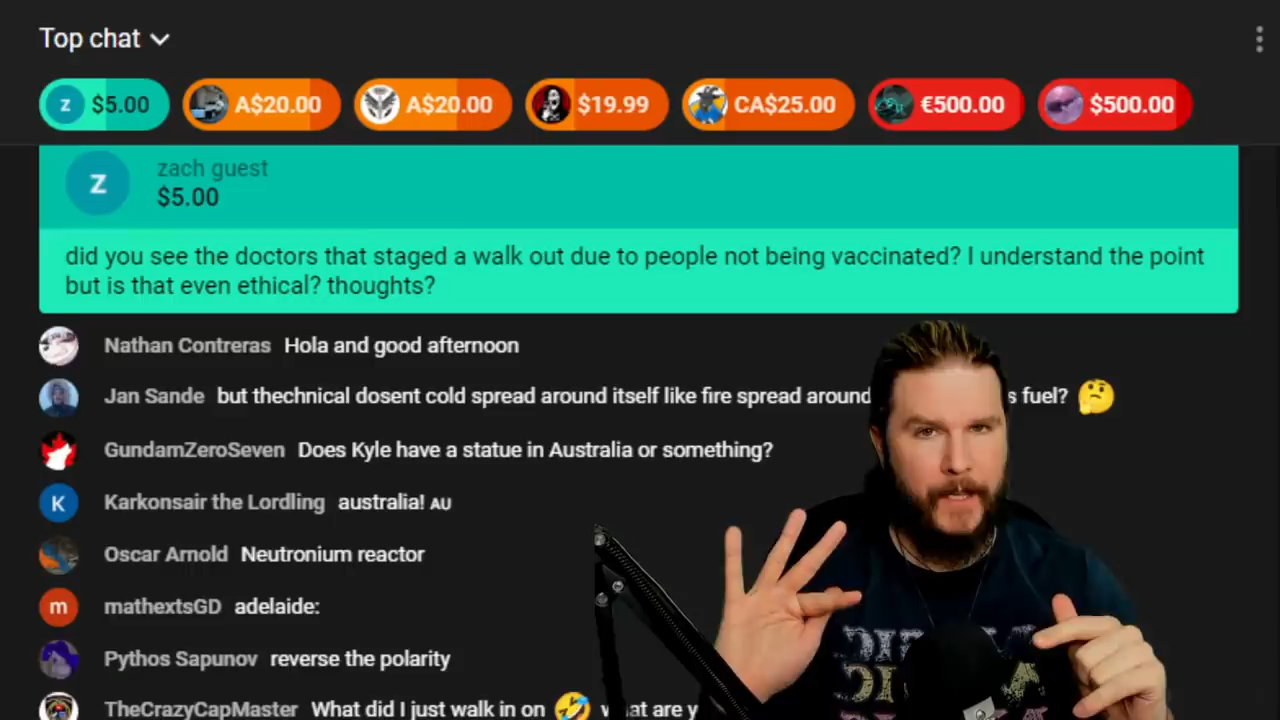 Top chat
z $5.00 A$20.00 A$20.00 $19.99 CA$25.00 €500.00 $500.00
z zach guest
$5.00
did you see the doctors that staged a walk out due to people not being vaccinated? I understand the point
but is that even ethical? thoughts?
Nathan Contreras Hola and good afternoon
Jan Sande but thechnical dosent cold spread around itself like fire spread around s fuel? 🤔
GundamZeroSeven Does Kyle have a statue in Australia or something?
K Karkonsair the Lordling australia! AU
Oscar Arnold Neutronium reactor
m mathextsGD adelaide:
Pythos Sapunov reverse the polarity
TheCrazyCapMaster What did I just walk in on 🤣 at are y